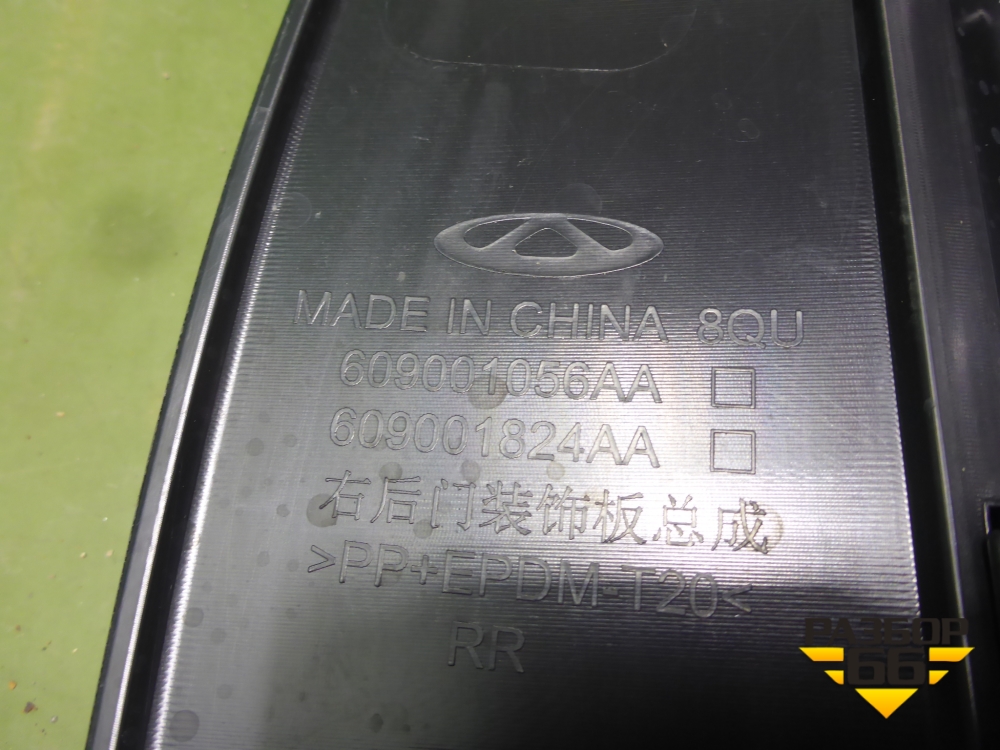 MADE IN CHINA 8QU
609001056AA
609001824AA
右后门装饰板总成
>PP+EPDM-T20<
RR
РАЗБОР
66